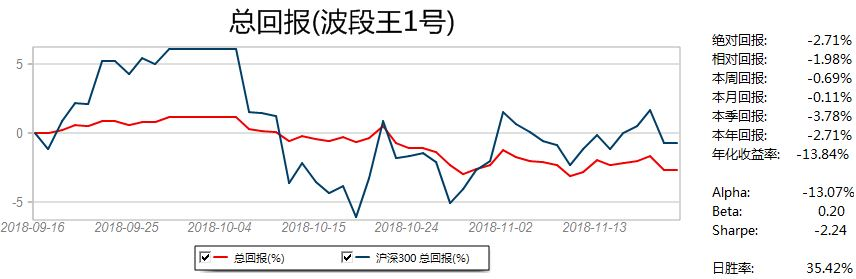 总回报(波段王1号)
5
0
-5
2018-09-16 2018-09-25 2018-10-04 2018-10-15 2018-10-24 2018-11-02 2018-11-13
总回报(%) 沪深300 总回报(%)
绝对回报: -2.71%
相对回报: -1.98%
本周回报: -0.69%
本月回报: -0.11%
本季回报: -3.78%
本年回报: -2.71%
年化收益率: -13.84%
Alpha: -13.07%
Beta: 0.20
Sharpe: -2.24
日胜率: 35.42%